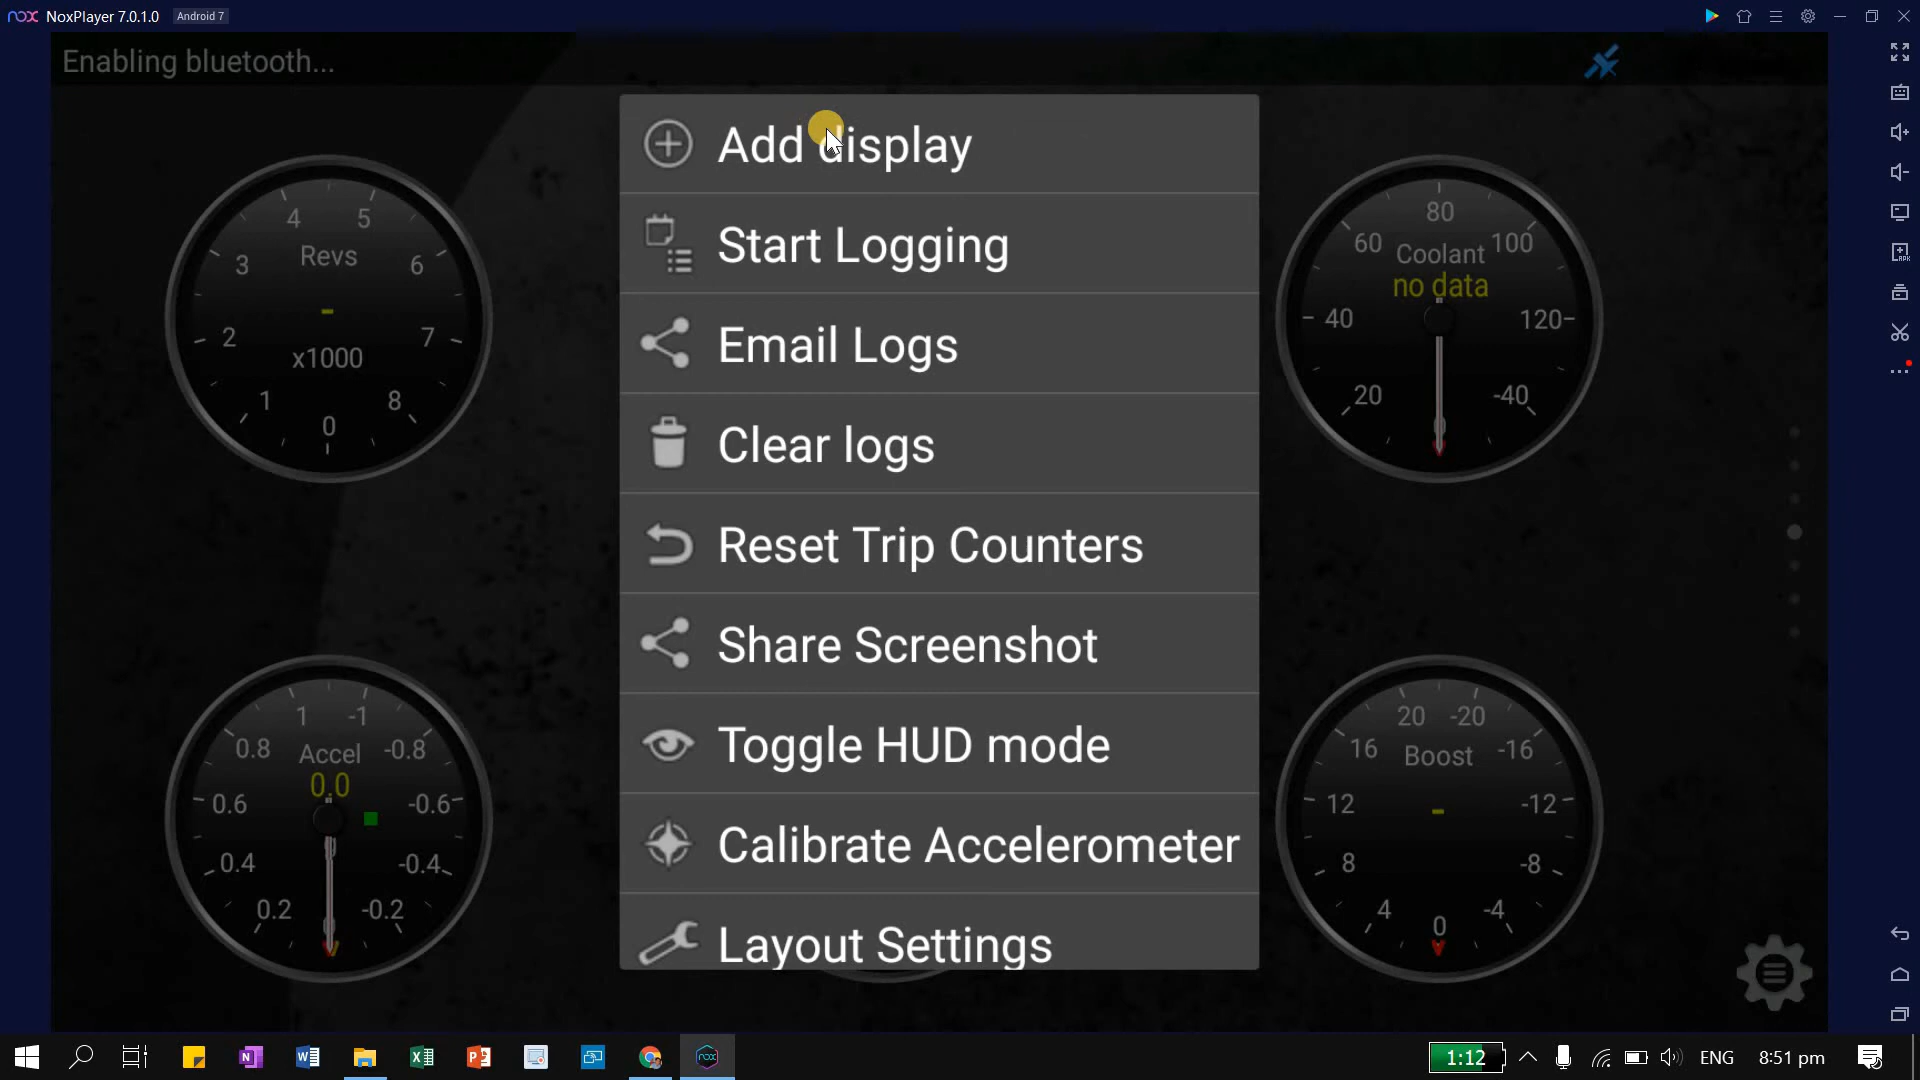 nox NoxPlayer 7.0.1.0 Android 7
Enabling bluetooth...
Add display
Start Logging
Email Logs
Clear logs
Reset Trip Counters
Share Screenshot
Toggle HUD mode
Calibrate Accelerometer
Layout Settings
4 5
3 Revs 6
-
2 7
x1000
1 8
0
80
60 100
Coolant
no data
40 120
20 -40
0
1 -1
0.8 Accel -0.8
0.0
0.6 -0.6
0.4 -0.4
0.2 -0.2
0
20 -20
16 Boost -16
12 - -12
8 -8
4 0 -4
1:12 ENG 8:51 pm